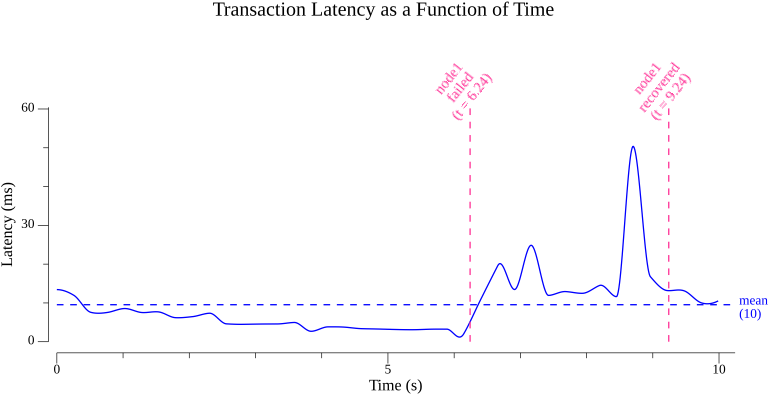 Transaction Latency as a Function of Time
node1
failed
(t = 6.24)
node1
recovered
(t = 9.24)
60
30
0
Latency (ms)
mean
(10)
0
5
10
Time (s)